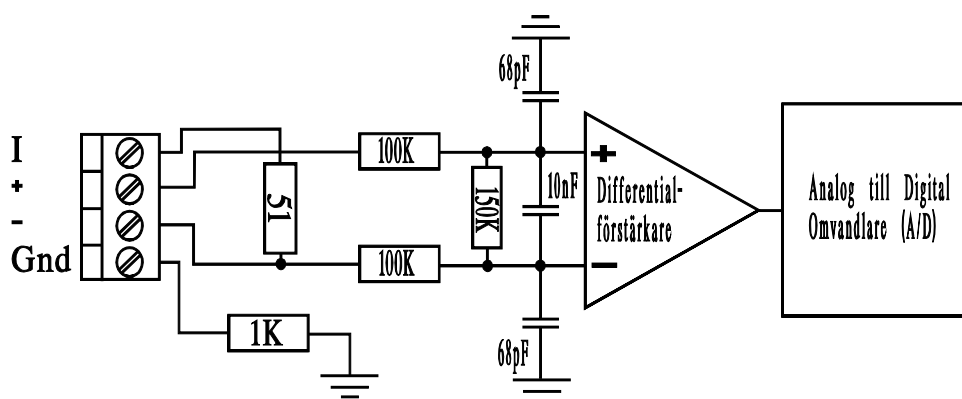 I
+
-
Gnd
51
1K
100K
100K
150K
68pF
10nF
68pF
+
Differential-
förstärkare
−
Analog till Digital
Omvandlare (A/D)